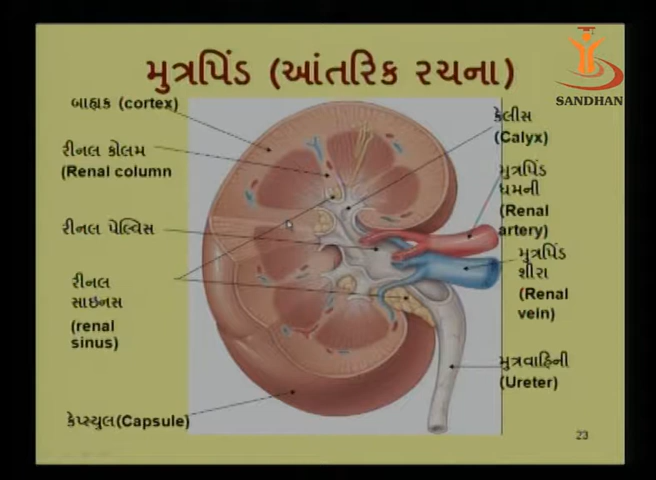 SANDHAN
મુત્રપિંડ (આંતરિક રચના)
બાહ્યક (cortex)
રીનલ કોલમ
(Renal column
રીનલ પેલ્વિસ
રીનલ
સાઇનસ
(renal
sinus)
કેપ્સ્યુલ(Capsule)
કેલીસ
(Calyx)
મુત્રપિંડ
ધમની
(Renal
artery)
મુત્રપિંડ
શીરા
(Renal
vein)
મુત્રવાહિની
(Ureter)
23